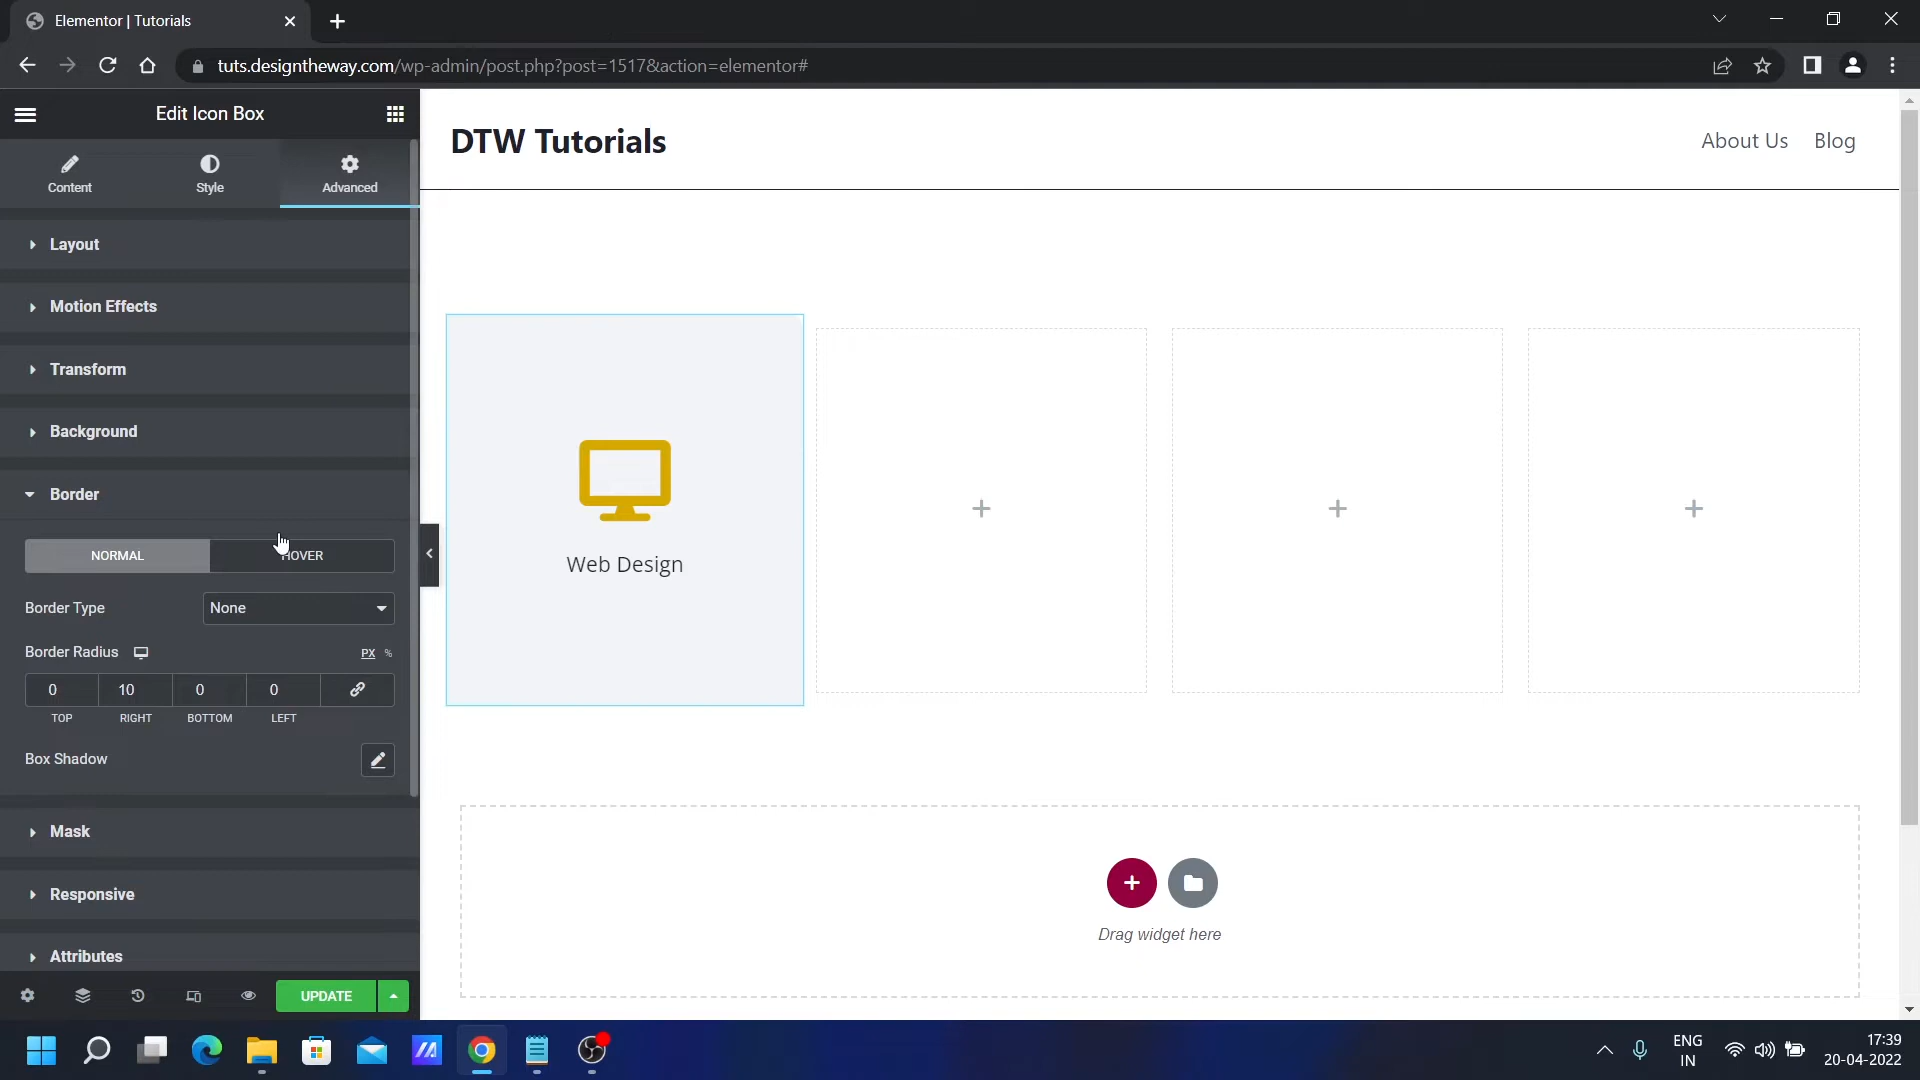 Elementor | Tutorials
tuts.designtheway.com/wp-admin/post.php?post=1517&action=elementor#
Edit Icon Box
Content
Style
Advanced
Layout
Motion Effects
Transform
Background
Border
NORMAL
HOVER
Border Type
None
Border Radius
PX %
0 10 0 0
TOP RIGHT BOTTOM LEFT
Box Shadow
Mask
Responsive
Attributes
UPDATE
DTW Tutorials
About Us Blog
Web Design
Drag widget here
ENG
IN
17:39
20-04-2022